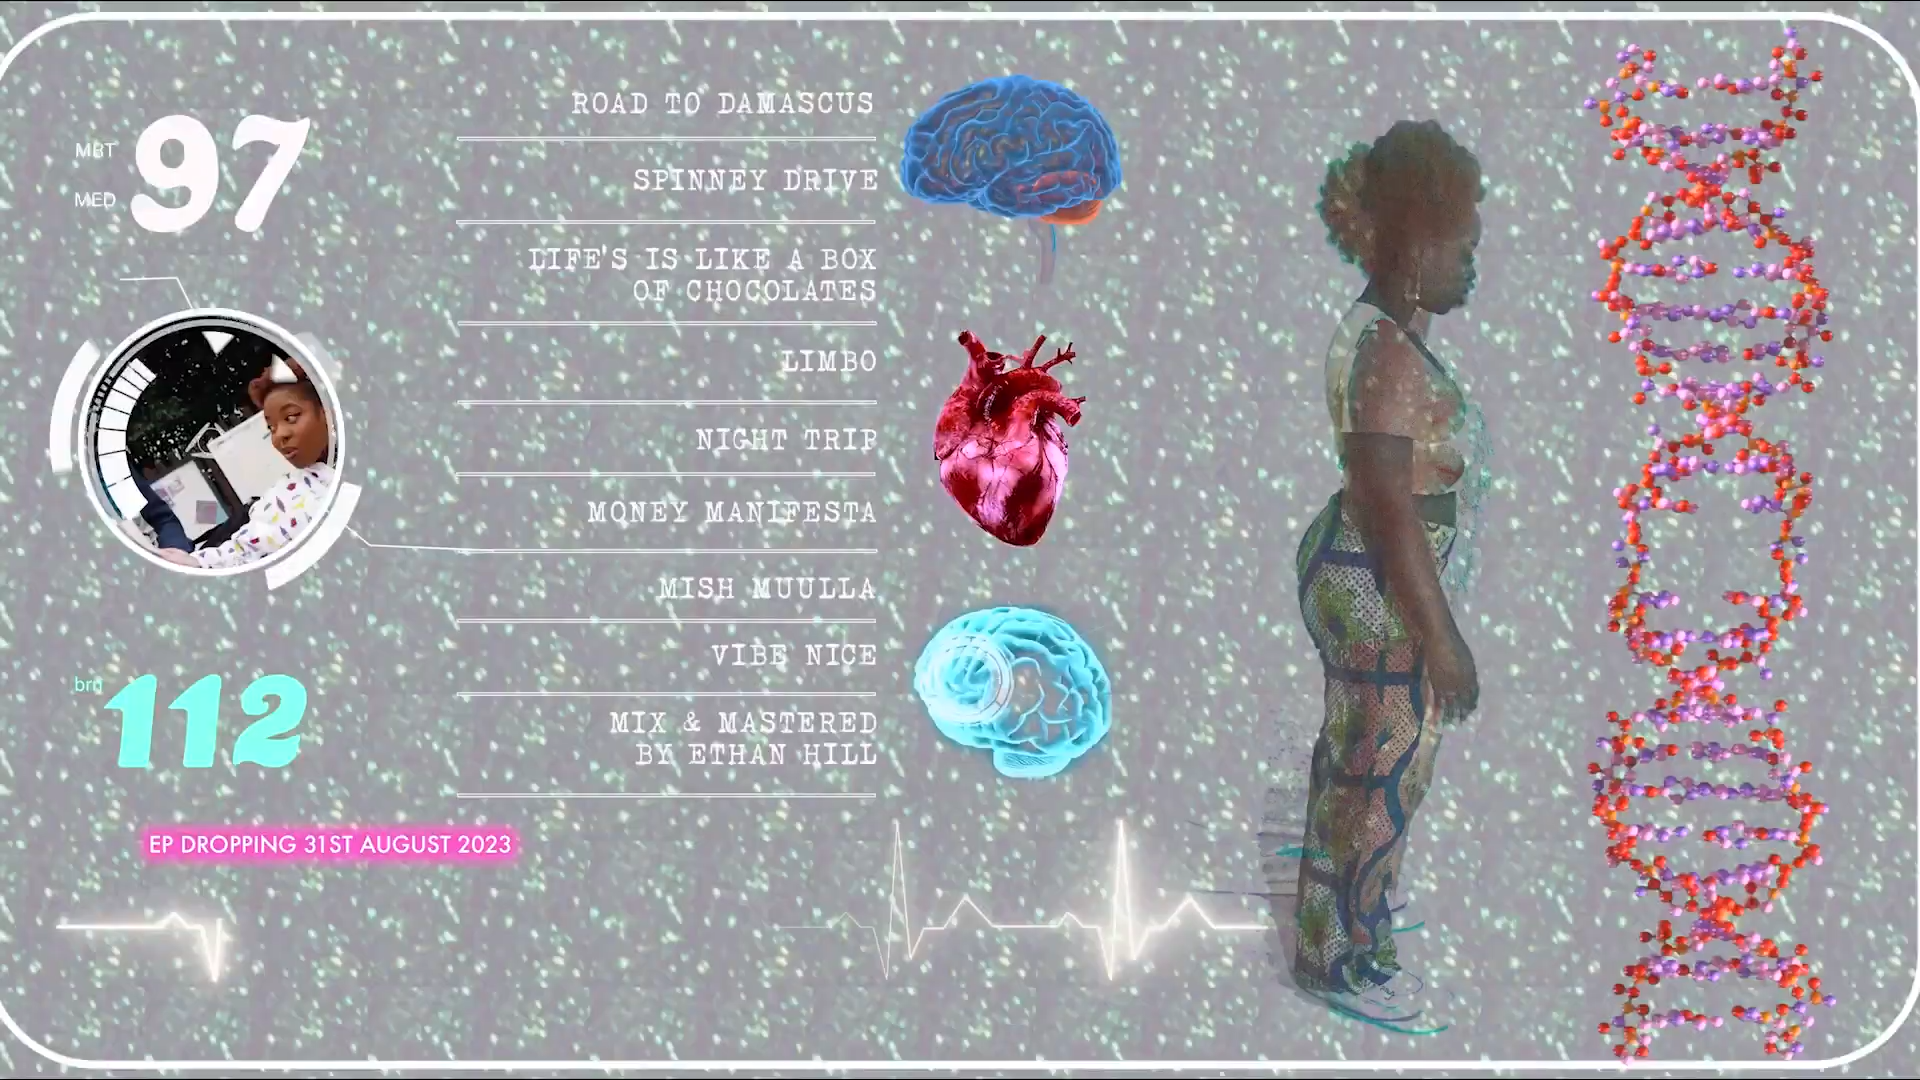 MBT
MED
97
ROAD TO DAMASCUS
SPINNEY DRIVE
LIFE'S IS LIKE A BOX
OF CHOCOLATES
LIMBO
NIGHT TRIP
MONEY MANIFESTA
MISH MUULLA
VIBE NICE
MIX & MASTERED
BY ETHAN HILL
brq
112
EP DROPPING 31ST AUGUST 2023